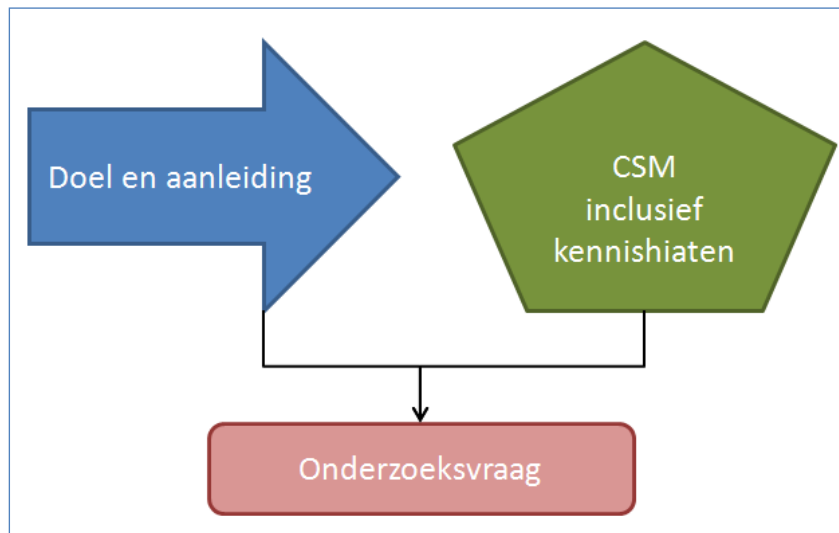 Doel en aanleiding
CSM
inclusief
kennishiaten
Onderzoeksvraag